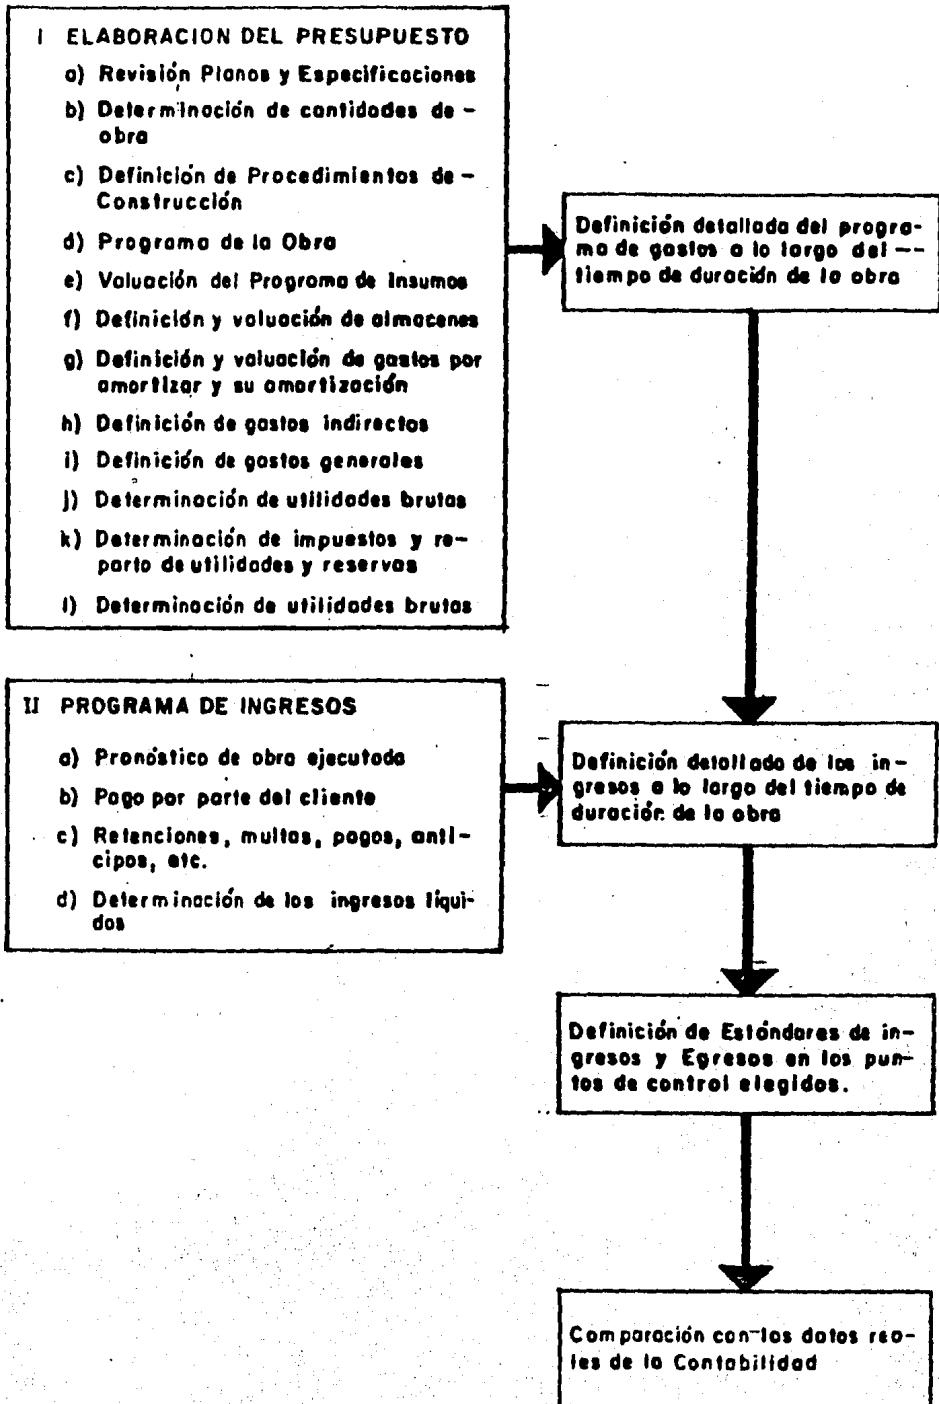 I ELABORACION DEL PRESUPUESTO
a) Revisión Planos y Especificaciones
b) Determinación de cantidades de -
obra
c) Definición de Procedimientos de -
Construcción
d) Programa de la Obra
e) Valuación del Programa de Insumos
f) Definición y valuación de almacenes
g) Definición y valuación de gastos por
amortizar y su amortización
h) Definición de gastos indirectos
i) Definición de gastos generales
j) Determinación de utilidades brutas
k) Determinación de impuestos y re-
parto de utilidades y reservas
l) Determinación de utilidades brutas
Definición detallada del progra-
ma de gastos a lo largo del --
tiempo de duración de la obra
II PROGRAMA DE INGRESOS
a) Pronóstico de obra ejecutada
b) Pago por parte del cliente
c) Retenciones, multas, pagos, anti-
cipos, etc.
d) Determinación de los ingresos líqui-
dos
Definición detallada de los in-
gresos a lo largo del tiempo de
duración de la obra
Definición de Estándares de in-
gresos y Egresos en los pun-
tos de control elegidos.
Comparación con los datos rea-
les de la Contabilidad